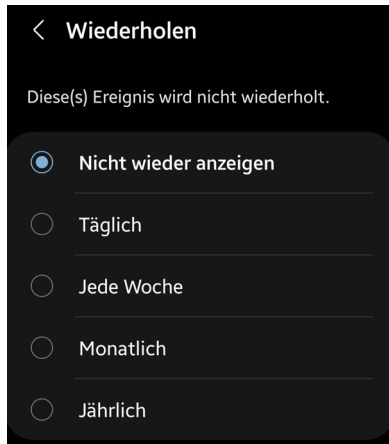 Wiederholen
Diese(s) Ereignis wird nicht wiederholt.
Nicht wieder anzeigen
Täglich
Jede Woche
Monatlich
Jährlich